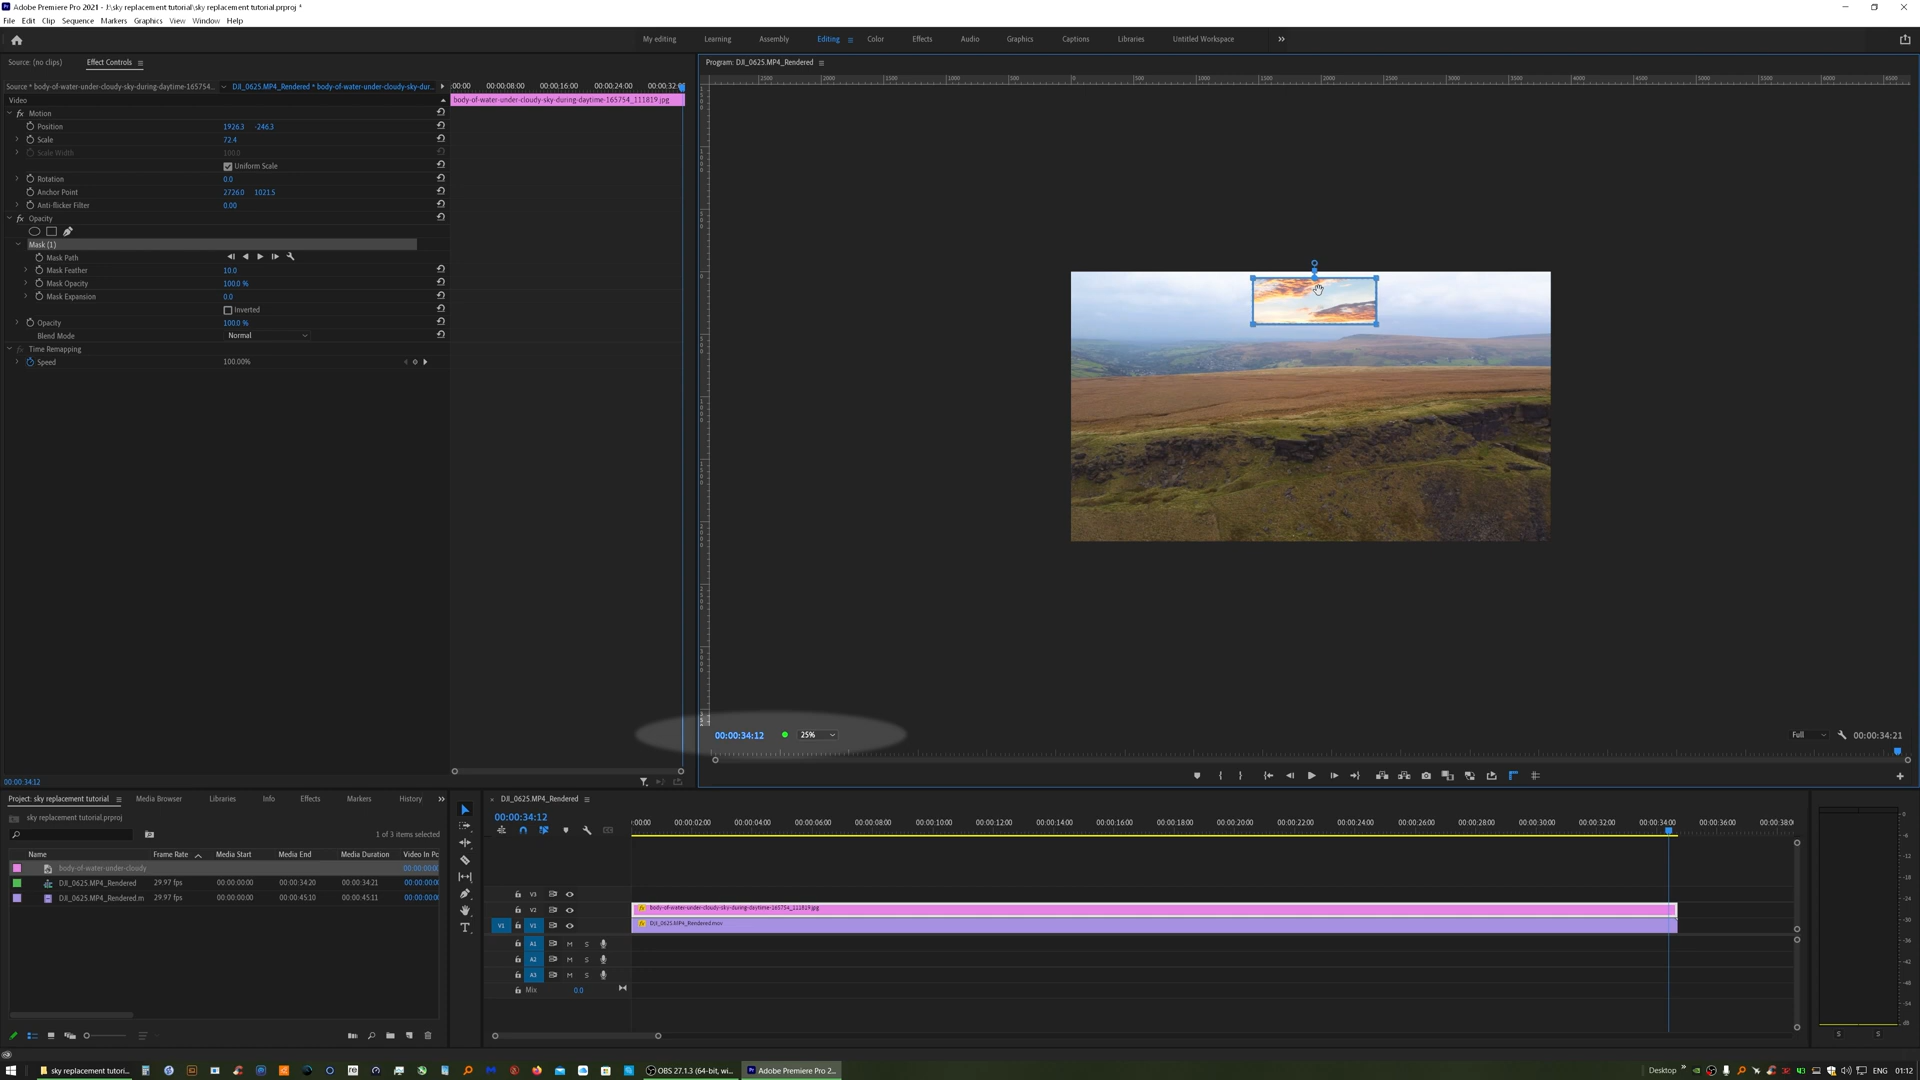 Adobe Premiere Pro 2021 - J:\sky replacement tutorial\sky replacement tutorial.prproj *
File Edit Clip Sequence Markers Graphics View Window Help
My editing Learning Assembly Editing Color Effects Audio Graphics Captions Libraries Untitled Workspace
Source: (no clips) Effect Controls
Program: DJI_0625.MP4_Rendered
Source * body-of-water-under-cloudy-sky-during-daytime-165754... DJI_0625.MP4_Rendered * body-of-water-under-cloudy-sky-dur...
:00:00 00:00:08:00 00:00:16:00 00:00:24:00 00:00:32:
Video
body-of-water-under-cloudy-sky-during-daytime-165754_111819.jpg
fx Motion
Position 1926.3 -246.3
Scale 72.4
Scale Width 100.0
Uniform Scale
Rotation 0.0
Anchor Point 2726.0 1021.5
Anti-flicker Filter 0.00
fx Opacity
Mask (1)
Mask Path
Mask Feather 10.0
Mask Opacity 100.0 %
Mask Expansion 0.0
Inverted
Opacity 100.0 %
Blend Mode Normal
Time Remapping
Speed 100.00%
00:00:34:12 25% Full 00:00:34:21
00:00:34:12
Project: sky replacement tutorial Media Browser Libraries Info Effects Markers History
sky replacement tutorial.prproj
1 of 3 items selected
Name Frame Rate Media Start Media End Media Duration Video In Po
body-of-water-under-cloudy 00:00:00:0
DJI_0625.MP4_Rendered 29.97 fps 00:00:00:00 00:00:34:20 00:00:34:21 00:00:00:0
DJI_0625.MP4_Rendered.m 29.97 fps 00:00:00:00 00:00:45:10 00:00:45:11 00:00:00:0
DJI_0625.MP4_Rendered
00:00:34:12
:00:00 00:00:02:00 00:00:04:00 00:00:06:00 00:00:08:00 00:00:10:00 00:00:12:00 00:00:14:00 00:00:16:00 00:00:18:00 00:00:20:00 00:00:22:00 00:00:24:00 00:00:26:00 00:00:28:00 00:00:30:00 00:00:32:00 00:00:34:00 00:00:36:00 00:00:38:0
V3
V2 body-of-water-under-cloudy-sky-during-daytime-165754_111819.jpg
V1 V1 DJI_0625.MP4_Rendered.mov
A1 M S
A2 M S
A3 M S
Mix 0.0
S S
sky replacement tutori... OBS 27.1.3 (64-bit, wi... Adobe Premiere Pro 2... Desktop ENG 01:12